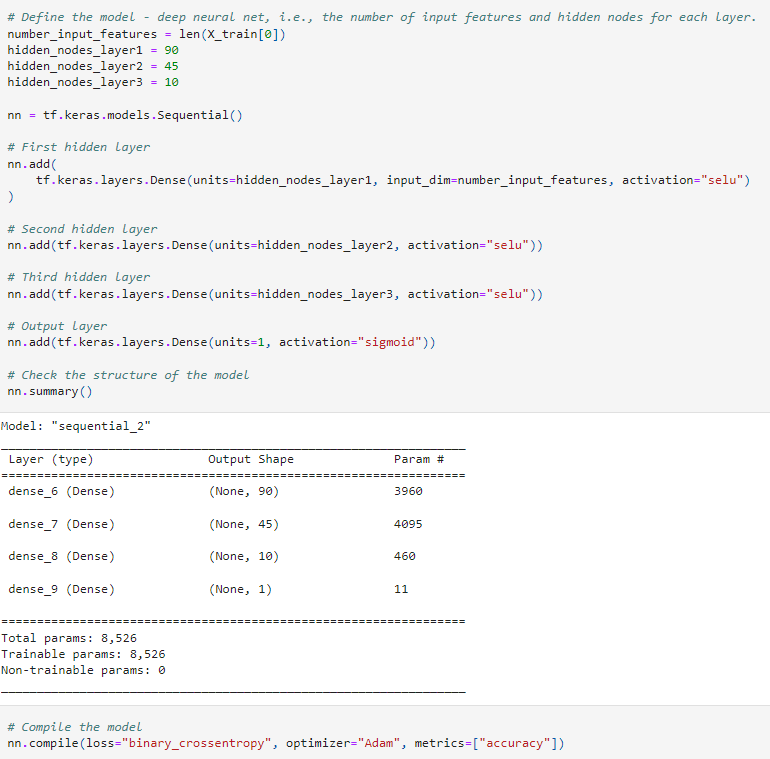 # Define the model - deep neural net, i.e., the number of input features and hidden nodes for each layer.
number_input_features = len(X_train[0])
hidden_nodes_layer1 = 90
hidden_nodes_layer2 = 45
hidden_nodes_layer3 = 10
nn = tf.keras.models.Sequential()
# First hidden layer
nn.add(
    tf.keras.layers.Dense(units=hidden_nodes_layer1, input_dim=number_input_features, activation="selu")
)
# Second hidden layer
nn.add(tf.keras.layers.Dense(units=hidden_nodes_layer2, activation="selu"))
# Third hidden layer
nn.add(tf.keras.layers.Dense(units=hidden_nodes_layer3, activation="selu"))
# Output layer
nn.add(tf.keras.layers.Dense(units=1, activation="sigmoid"))
# Check the structure of the model
nn.summary()
Model: "sequential_2"
_________________________________________________________________
Layer (type) Output Shape Param #
=================================================================
dense_6 (Dense) (None, 90) 3960
dense_7 (Dense) (None, 45) 4095
dense_8 (Dense) (None, 10) 460
dense_9 (Dense) (None, 1) 11
=================================================================
Total params: 8,526
Trainable params: 8,526
Non-trainable params: 0
_________________________________________________________________
# Compile the model
nn.compile(loss="binary_crossentropy", optimizer="Adam", metrics=["accuracy"])